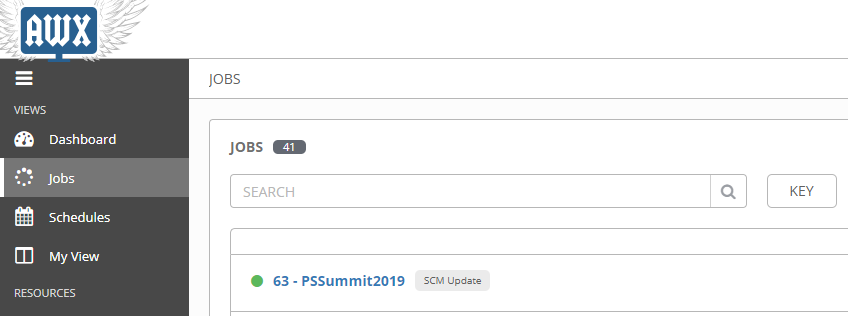 AWX
JOBS
VIEWS
Dashboard
Jobs
Schedules
My View
RESOURCES
JOBS 41
SEARCH
KEY
63 - PSSummit2019 SCM Update